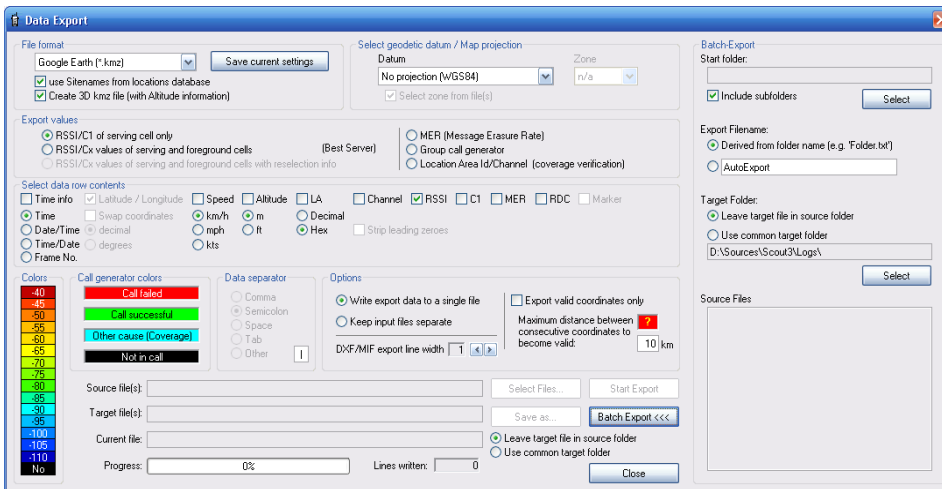 Data Export
File format
Google Earth (*.kmz)
Save current settings
use Sitenames from locations database
Create 3D kmz file (with Altitude information)
Select geodetic datum / Map projection
Datum
Zone
No projection (WGS84)
n/a
Select zone from file(s)
Export values
RSSI/C1 of serving cell only
RSSI/Cx values of serving and foreground cells
(Best Server)
RSSI/Cx values of serving and foreground cells with reselection info
MER (Message Erasure Rate)
Group call generator
Location Area Id/Channel (coverage verification)
Select data row contents
Time info
Latitude / Longitude
Speed
Altitude
LA
Channel
RSSI
C1
MER
RDC
Marker
Time
Swap coordinates
km/h
m
Decimal
Date/Time
decimal
mph
ft
Hex
Strip leading zeroes
Time/Date
degrees
kts
Frame No.
Colors
-40
-45
-50
-55
-60
-65
-70
-75
-80
-85
-90
-95
-100
-105
-110
No
Call generator colors
Call failed
Call successful
Other cause (Coverage)
Not in call
Data separator
Comma
Semicolon
Space
Tab
Other
|
Options
Write export data to a single file
Keep input files separate
DXF/MIF export line width
1
Export valid coordinates only
Maximum distance between
consecutive coordinates to
become valid:
?
10 km
Source file(s):
Select Files...
Start Export
Target file(s):
Save as...
Batch Export <<<
Current file:
Leave target file in source folder
Use common target folder
Progress:
0%
Lines written:
0
Close
Batch-Export
Start folder:
Include subfolders
Select
Export Filename:
Derived from folder name (e.g. 'Folder.txt')
AutoExport
Target Folder:
Leave target file in source folder
Use common target folder
D:\Sources\Scout3\Logs\
Select
Source Files